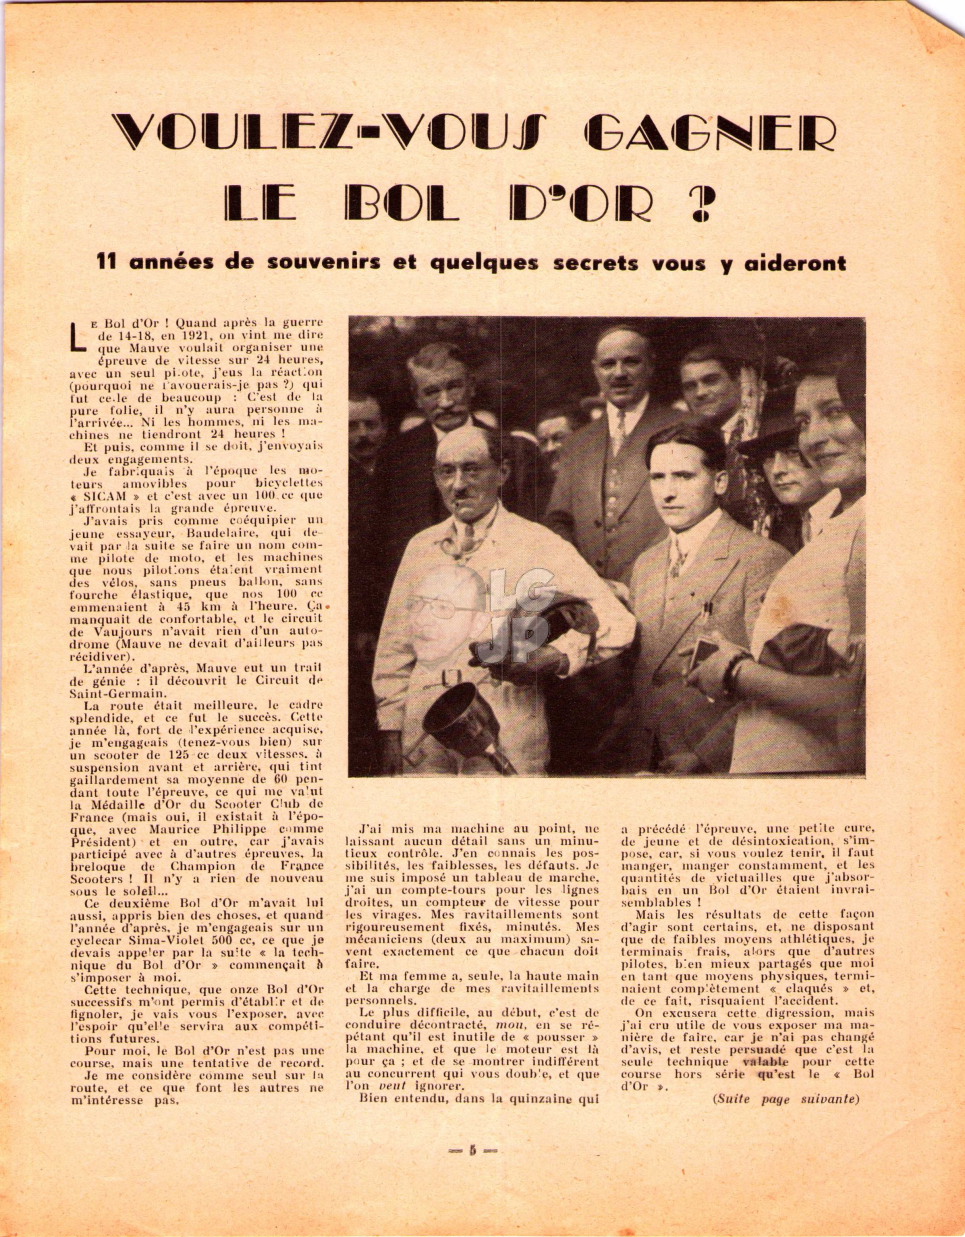 VOULEZ-VOUS GAGNER
LE BOL D'OR ?
11 années de souvenirs et quelques secrets vous y aideront
LE Bol d'Or ! Quand après la guerre
de 14-18, en 1921, on vint me dire
que Mauve voulait organiser une
épreuve de vitesse sur 24 heures,
avec un seul pilote, j'eus la réaction
(pourquoi ne l'avouerais-je pas ?) qui
fut celle de beaucoup : C'est de la
pure folie, il n'y aura personne à
l'arrivée... Ni les hommes, ni les ma-
chines ne tiendront 24 heures !
Et puis, comme il se doit, j'envoyais
deux engagements.
Je fabriquais à l'époque les mo-
teurs amovibles pour bicyclettes
« SICAM » et c'est avec un 100 cc que
j'affrontais la grande épreuve.
J'avais pris comme coéquipier un
jeune essayeur, Baudelaire, qui de-
vait par la suite se faire un nom com-
me pilote de moto, et les machines
que nous pilotions étaient vraiment
des vélos, sans pneus ballon, sans
fourche élastique, que nos 100 cc
emmenaient à 45 km à l'heure. Ça
manquait de confortable, et le circuit
de Vaujours n'avait rien d'un auto-
drome (Mauve ne devait d'ailleurs pas
récidiver).
L'année d'après, Mauve eut un trait
de génie : il découvrit le Circuit de
Saint-Germain.
La route était meilleure, le cadre
splendide, et ce fut le succès. Cette
année là, fort de l'expérience acquise,
je m'engageais (tenez-vous bien) sur
un scooter de 125 cc deux vitesses, à
suspension avant et arrière, qui tint
gaillardement sa moyenne de 60 pen-
dant toute l'épreuve, ce qui me valut
la Médaille d'Or du Scooter Club de
France (mais oui, il existait à l'épo-
que, avec Maurice Philippe comme
Président) et en outre, car j'avais
participé avec à d'autres épreuves, la
breloque de Champion de France
Scooters ! Il n'y a rien de nouveau
sous le soleil...
Ce deuxième Bol d'Or m'avait lui
aussi, appris bien des choses, et quand
l'année d'après, je m'engageais sur un
cyclecar Sima-Violet 500 cc, ce que je
devais appeler par la suite « la tech-
nique du Bol d'Or » commençait à
s'imposer à moi.
Cette technique, que onze Bol d'Or
successifs m'ont permis d'établir et de
fignoler, je vais vous l'exposer, avec
l'espoir qu'elle servira aux compéti-
tions futures.
Pour moi, le Bol d'Or n'est pas une
course, mais une tentative de record.
Je me considère comme seul sur la
route, et ce que font les autres ne
m'intéresse pas.
LG
JP
J'ai mis ma machine au point, ne
laissant aucun détail sans un minu-
tieux contrôle. J'en connais les pos-
sibilités, les faiblesses, les défauts. Je
me suis imposé un tableau de marche,
j'ai un compte-tours pour les lignes
droites, un compteur de vitesse pour
les virages. Mes ravitaillements sont
rigoureusement fixés, minutés. Mes
mécaniciens (deux au maximum) sa-
vent exactement ce que chacun doit
faire.
Et ma femme a, seule, la haute main
et la charge de mes ravitaillements
personnels.
Le plus difficile, au début, c'est de
conduire décontracté, mou, en se ré-
pétant qu'il est inutile de « pousser »
la machine, et que le moteur est là
pour ça ; et de se montrer indifférent
au concurrent qui vous double, et que
l'on veut ignorer.
Bien entendu, dans la quinzaine qui
a précédé l'épreuve, une petite cure,
de jeune et de désintoxication, s'im-
pose, car, si vous voulez tenir, il faut
manger, manger constamment, et les
quantités de victuailles que j'absor-
bais en un Bol d'Or étaient invrai-
semblables !
Mais les résultats de cette façon
d'agir sont certains, et, ne disposant
que de faibles moyens athlétiques, je
terminais frais, alors que d'autres
pilotes, bien mieux partagés que moi
en tant que moyens physiques, termi-
naient complètement « claqués » et,
de ce fait, risquaient l'accident.
On excusera cette digression, mais
j'ai cru utile de vous exposer ma ma-
nière de faire, car je n'ai pas changé
d'avis, et reste persuadé que c'est la
seule technique valable pour cette
course hors série qu'est le « Bol
d'Or ».
(Suite page suivante)
— 5 —